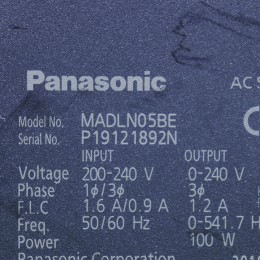 Panasonic AC S
Model No. MADLN05BE
Serial No. P19121892N
INPUT OUTPUT
Voltage 200-240 V 0-240 V
Phase 1ϕ/3ϕ 3ϕ
F.L.C 1.6 A/0.9 A 1.2 A
Freq. 50/60 Hz 0-541.7 H
Power 100 W
Panasonic Corporation